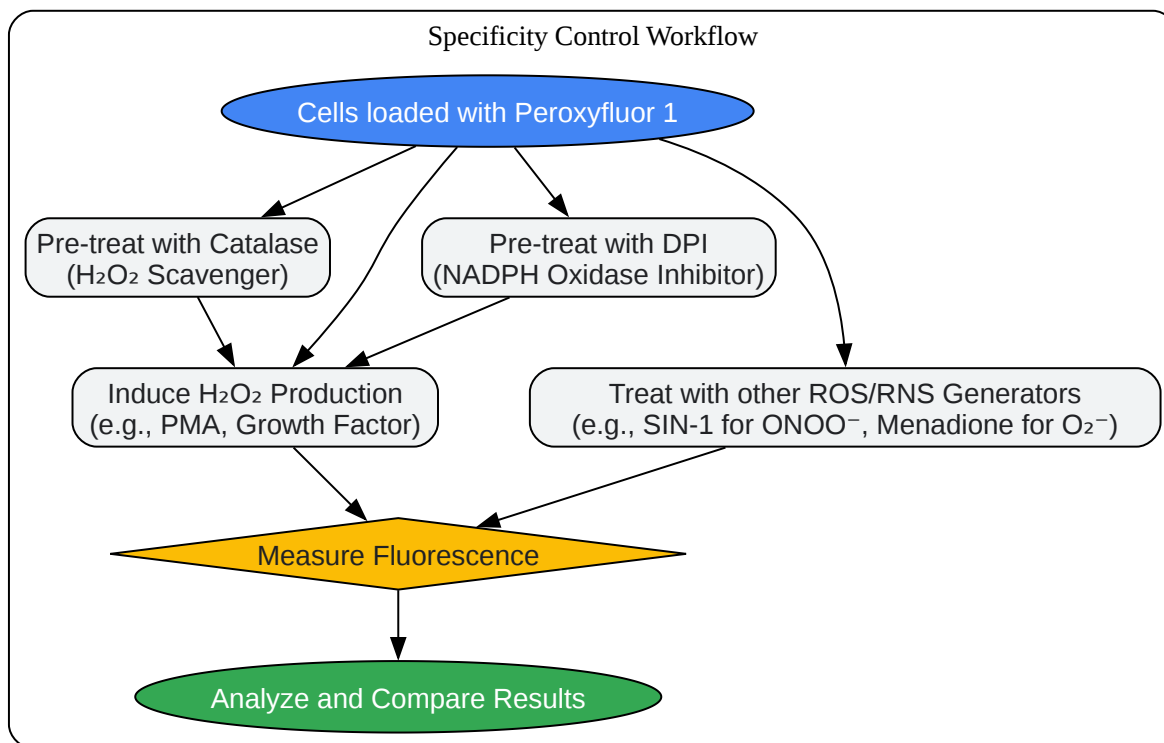 Specificity Control Workflow
Cells loaded with Peroxyfluor 1
Pre-treat with Catalase
(H₂O₂ Scavenger)
Pre-treat with DPI
(NADPH Oxidase Inhibitor)
Induce H₂O₂ Production
(e.g., PMA, Growth Factor)
Treat with other ROS/RNS Generators
(e.g., SIN-1 for ONOO⁻, Menadione for O₂⁻)
Measure Fluorescence
Analyze and Compare Results